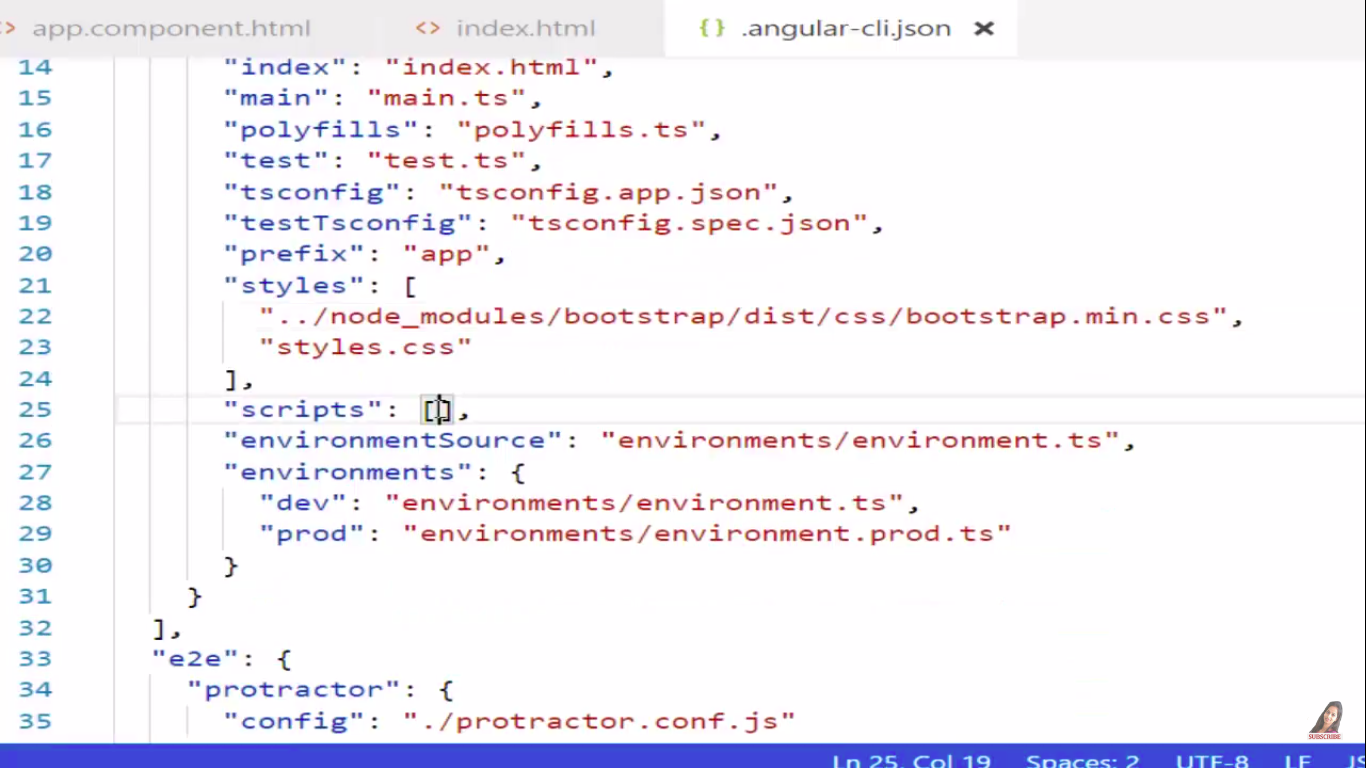 <> app.component.html <> index.html {} .angular-cli.json ×
14 "index": "index.html",
15 "main": "main.ts",
16 "polyfills": "polyfills.ts",
17 "test": "test.ts",
18 "tsconfig": "tsconfig.app.json",
19 "testTsconfig": "tsconfig.spec.json",
20 "prefix": "app",
21 "styles": [
22 "../node_modules/bootstrap/dist/css/bootstrap.min.css",
23 "styles.css"
24 ],
25 "scripts": [],
26 "environmentSource": "environments/environment.ts",
27 "environments": {
28 "dev": "environments/environment.ts",
29 "prod": "environments/environment.prod.ts"
30 }
31 }
32 ],
33 "e2e": {
34 "protractor": {
35 "config": "./protractor.conf.js"
SUBSCRIBE
Ln 25, Col 19 Spaces: 2 UTF-8 LF JS